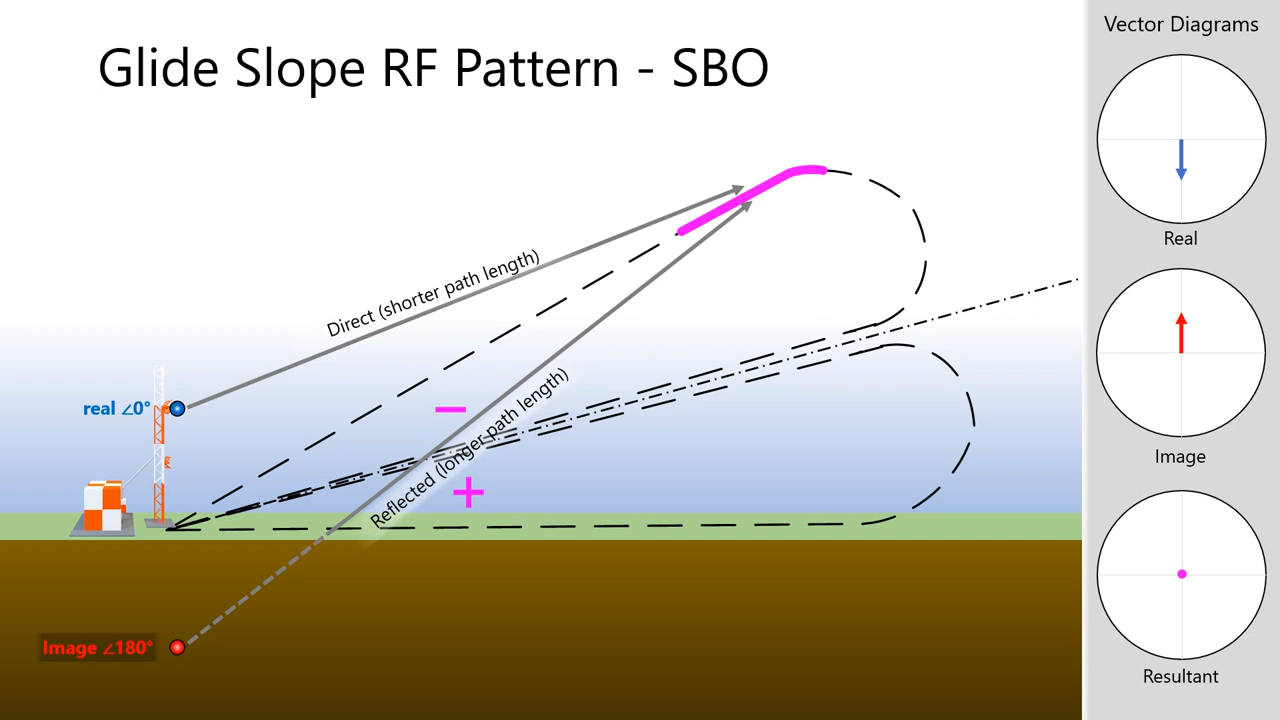 Glide Slope RF Pattern - SBO
Vector Diagrams
Real
Direct (shorter path length)
real ∠0°
−
Reflected (longer path length)
+
Image
Image ∠180°
Resultant